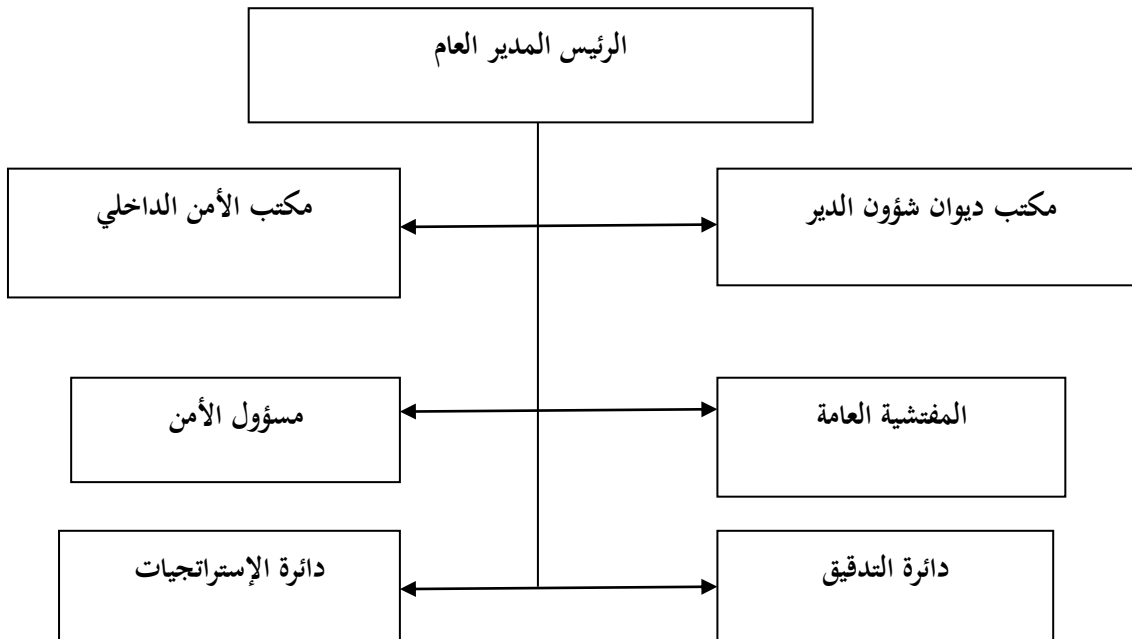 الرئيس المدير العام
مكتب ديوان شؤون الدير
مكتب الأمن الداخلي
المفتشية العامة
مسؤول الأمن
دائرة التدقيق
دائرة الإستراتجيات